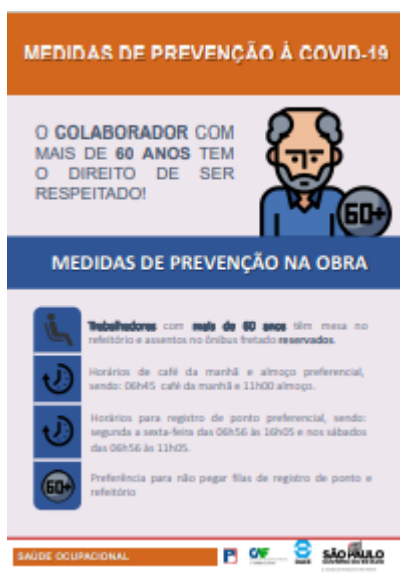 MEDIDAS DE PREVENÇÃO À COVID-19
O COLABORADOR COM
MAIS DE 60 ANOS TEM
O DIREITO DE SER
RESPEITADO!
60+
MEDIDAS DE PREVENÇÃO NA OBRA
Trabalhadores com mais de 60 anos têm mesa no
refeitório e assentos no ônibus fretado reservados.
Horários de café da manhã e almoço preferencial,
sendo: 06h45 café da manhã e 11h00 almoço.
Horários para registro de ponto preferencial, sendo:
segunda a sexta-feira das 06h56 às 16h05 e nos sábados
das 06h56 às 11h05.
60+
Preferência para não pegar filas de registro de ponto e
refeitório
SAÚDE OCUPACIONAL
SÃO PAULO